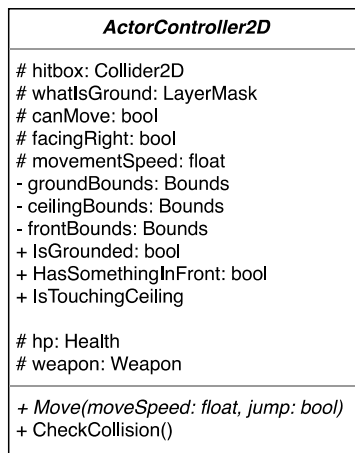 ActorController2D
# hitbox: Collider2D
# whatIsGround: LayerMask
# canMove: bool
# facingRight: bool
# movementSpeed: float
- groundBounds: Bounds
- ceilingBounds: Bounds
- frontBounds: Bounds
+ IsGrounded: bool
+ HasSomethingInFront: bool
+ IsTouchingCeiling
# hp: Health
# weapon: Weapon
+ Move(moveSpeed: float, jump: bool)
+ CheckCollision()